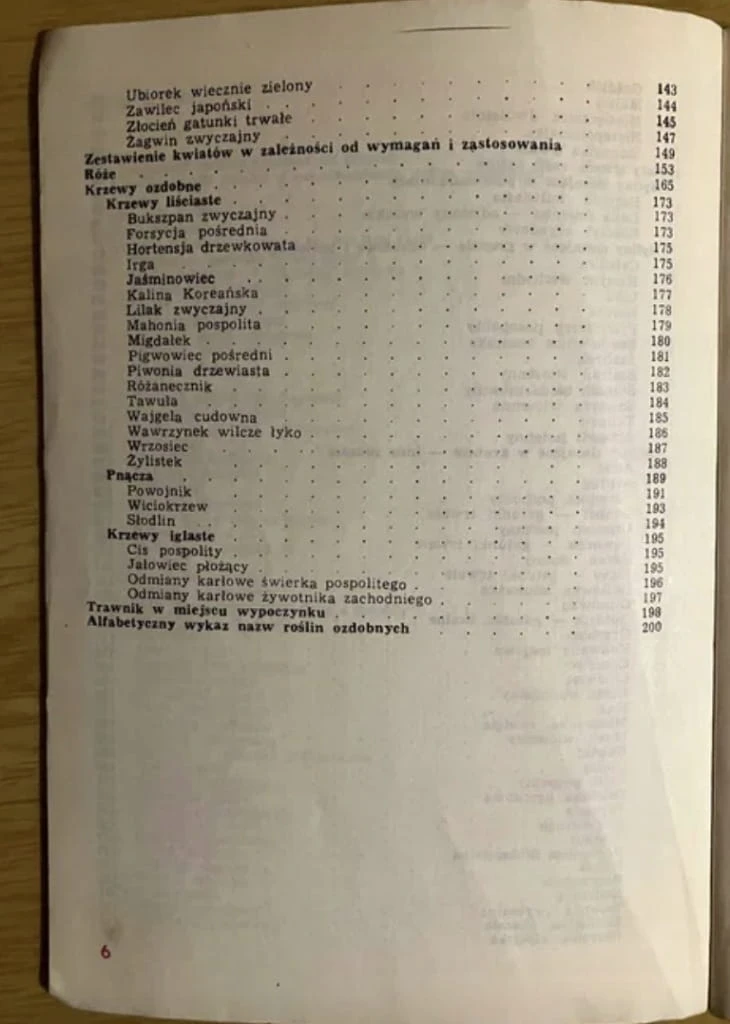 Ubiorek wiecznie zielony . . . . . . . . . 143
Zawilec japoński . . . . . . . . . . . 144
Złocień gatunki trwałe . . . . . . . . . . 145
Żagwin zwyczajny . . . . . . . . . . . 147
Zestawienie kwiatów w zależności od wymagań i zastosowania 149
Róże . . . . . . . . . . . . . . . 153
Krzewy ozdobne . . . . . . . . . . . . . 165
Krzewy liściaste . . . . . . . . . . . . 173
Bukszpan zwyczajny . . . . . . . . . . . 173
Forsycja pośrednia . . . . . . . . . . . 173
Hortensja drzewkowata . . . . . . . . . . 175
Irga . . . . . . . . . . . . . . 175
Jaśminowiec . . . . . . . . . . . . 176
Kalina Koreańska . . . . . . . . . . . 177
Lilak zwyczajny . . . . . . . . . . . . 178
Mahonia pospolita . . . . . . . . . . . 179
Migdałek . . . . . . . . . . . . . 180
Pigwowiec pośredni . . . . . . . . . . . 181
Piwonia drzewiasta . . . . . . . . . . . 182
Różanecznik . . . . . . . . . . . . 183
Tawuła . . . . . . . . . . . . . 184
Wajgela cudowna . . . . . . . . . . . 185
Wawrzynek wilcze łyko . . . . . . . . . . 186
Wrzosiec . . . . . . . . . . . . . 187
Żylistek . . . . . . . . . . . . 188
Pnącza . . . . . . . . . . . . . . 189
Powojnik . . . . . . . . . . . . 191
Wiciokrzew . . . . . . . . . . . . 193
Słodlin . . . . . . . . . . . . . 194
Krzewy iglaste . . . . . . . . . . . . 195
Cis pospolity . . . . . . . . . . . . 195
Jałowiec płożący . . . . . . . . . . . 195
Odmiany karłowe świerka pospolitego . . . . . . 196
Odmiany karłowe żywotnika zachodniego . . . . . 197
Trawnik w miejscu wypoczynku . . . . . . . . . 198
Alfabetyczny wykaz nazw roślin ozdobnych . . . . . 200
6